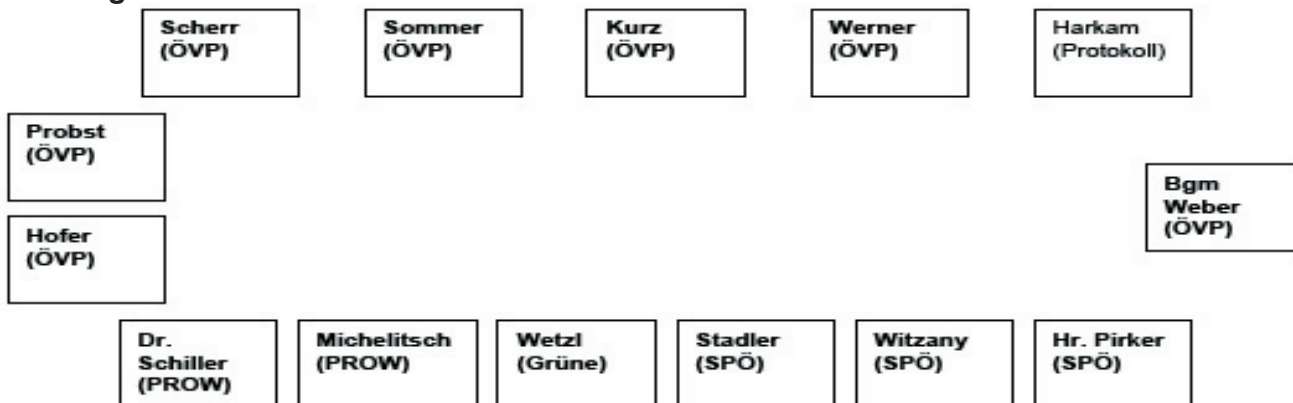 Scherr
(ÖVP)
Sommer
(ÖVP)
Kurz
(ÖVP)
Werner
(ÖVP)
Harkam
(Protokoll)
Probst
(ÖVP)
Bgm
Weber
(ÖVP)
Hofer
(ÖVP)
Dr.
Schiller
(PROW)
Michelitsch
(PROW)
Wetzl
(Grüne)
Stadler
(SPÖ)
Witzany
(SPÖ)
Hr. Pirker
(SPÖ)